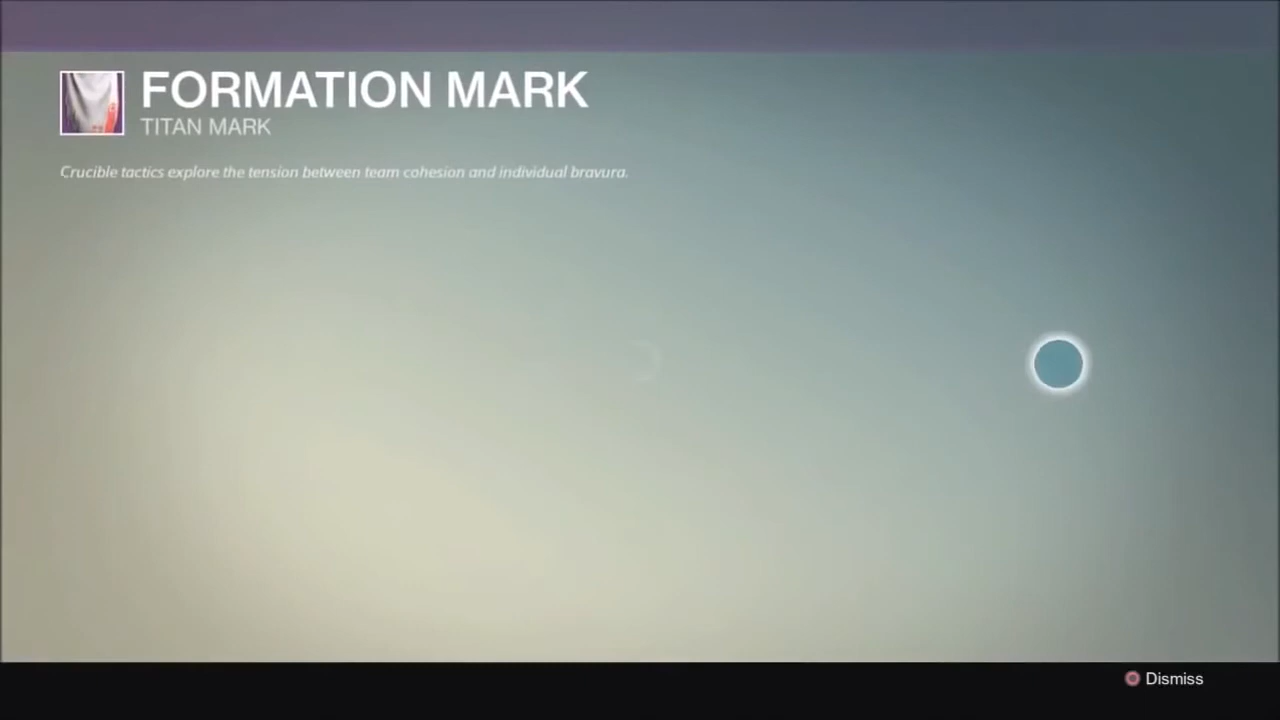 FORMATION MARK
TITAN MARK
Crucible tactics explore the tension between team cohesion and individual bravura.
Dismiss